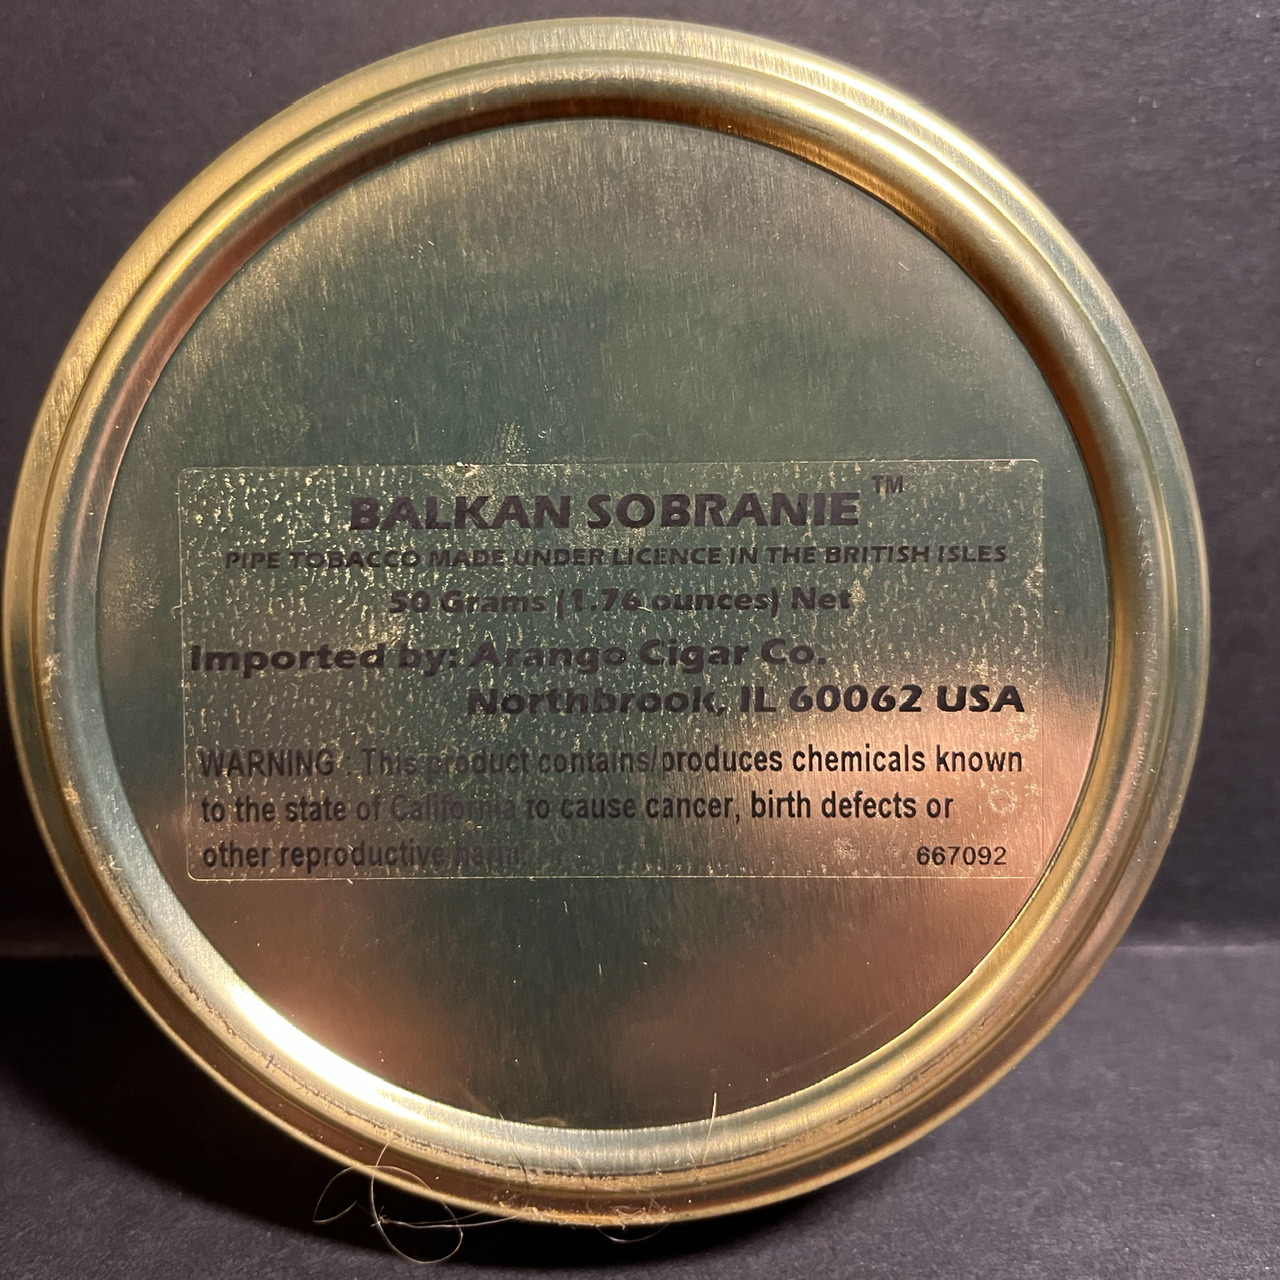 BALKAN SOBRANIE™
PIPE TOBACCO MADE UNDER LICENCE IN THE BRITISH ISLES
50 Grams (1.76 ounces) Net
Imported by: Arango Cigar Co.
Northbrook, IL 60062 USA
WARNING : This product contains/produces chemicals known
to the state of California to cause cancer, birth defects or
other reproductive harm.
667092